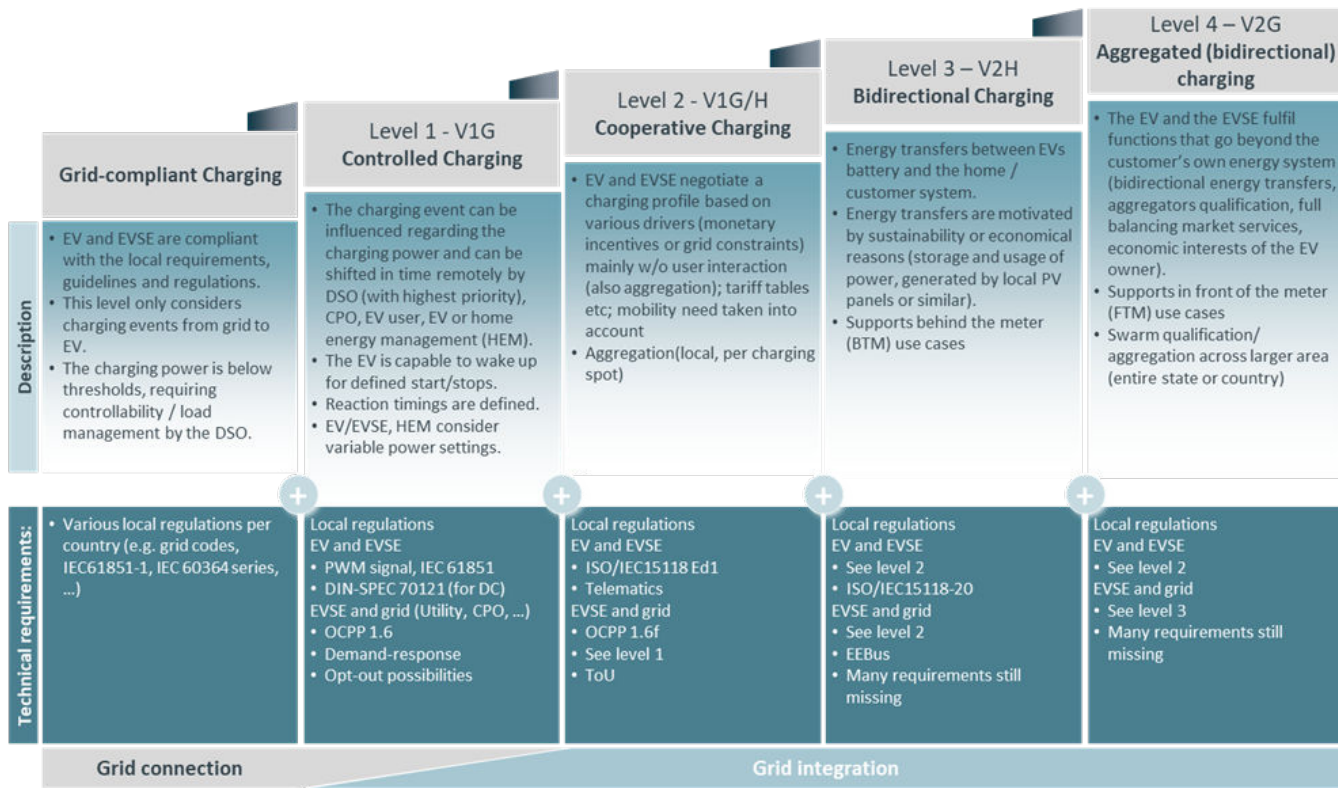 Grid-compliant Charging
Level 1 - V1G
Controlled Charging
Level 2 - V1G/H
Cooperative Charging
Level 3 – V2H
Bidirectional Charging
Level 4 – V2G
Aggregated (bidirectional)
charging
Description
• EV and EVSE are compliant
with the local requirements,
guidelines and regulations.
• This level only considers
charging events from grid to
EV.
• The charging power is below
thresholds, requiring
controllability / load
management by the DSO.
• The charging event can be
influenced regarding the
charging power and can be
shifted in time remotely by
DSO (with highest priority),
CPO, EV user, EV or home
energy management (HEM).
• The EV is capable to wake up
for defined start/stops.
• Reaction timings are defined.
• EV/EVSE, HEM consider
variable power settings.
• EV and EVSE negotiate a
charging profile based on
various drivers (monetary
incentives or grid constraints)
mainly w/o user interaction
(also aggregation); tariff tables
etc; mobility need taken into
account
• Aggregation(local, per charging
spot)
• Energy transfers between EVs
battery and the home /
customer system.
• Energy transfers are motivated
by sustainability or economical
reasons (storage and usage of
power, generated by local PV
panels or similar).
• Supports behind the meter
(BTM) use cases
• The EV and the EVSE fulfil
functions that go beyond the
customer's own energy system
(bidirectional energy transfers,
aggregators qualification, full
balancing market services,
economic interests of the EV
owner).
• Supports in front of the meter
(FTM) use cases
• Swarm qualification/
aggregation across larger area
(entire state or country)
+
+
+
+
Technical requirements:
• Various local regulations per
country (e.g. grid codes,
IEC61851-1, IEC 60364 series,
...)
Local regulations
EV and EVSE
• PWM signal, IEC 61851
• DIN-SPEC 70121 (for DC)
EVSE and grid (Utility, CPO, ...)
• OCPP 1.6
• Demand-response
• Opt-out possibilities
Local regulations
EV and EVSE
• ISO/IEC15118 Ed1
• Telematics
EVSE and grid
• OCPP 1.6f
• See level 1
• ToU
Local regulations
EV and EVSE
• See level 2
• ISO/IEC15118-20
EVSE and grid
• See level 2
• EEBus
• Many requirements still
missing
Local regulations
EV and EVSE
• See level 2
EVSE and grid
• See level 3
• Many requirements still
missing
Grid connection
Grid integration